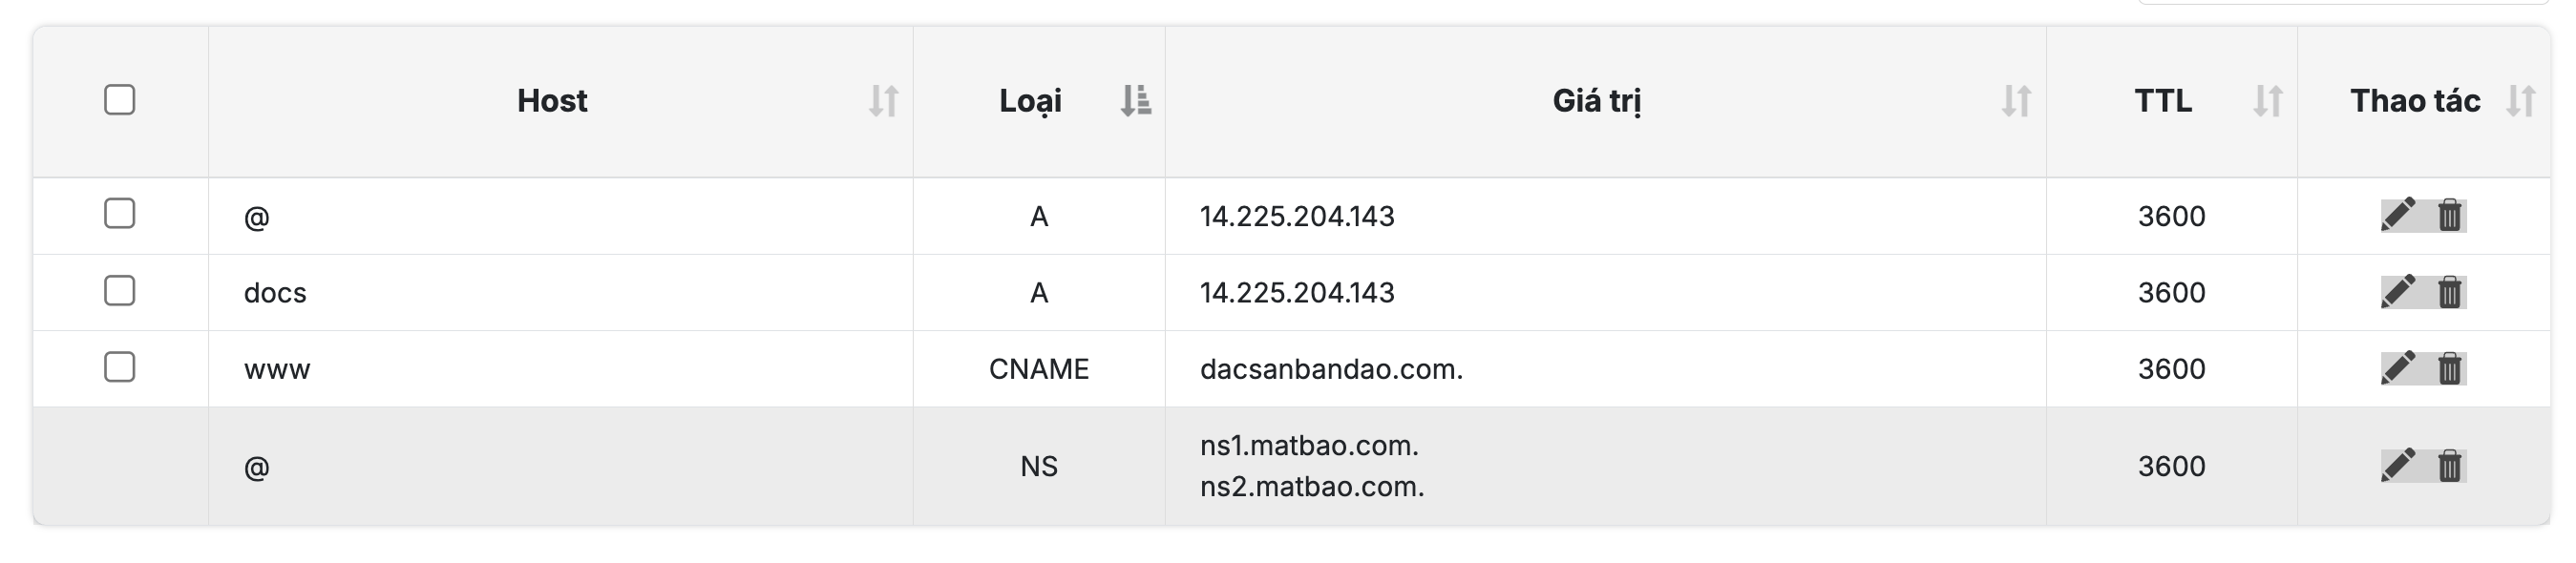 Host Loại Giá trị TTL Thao tác
@ A 14.225.204.143 3600
docs A 14.225.204.143 3600
www CNAME dacsanbandao.com. 3600
@ NS ns1.matbao.com. 3600
ns2.matbao.com.